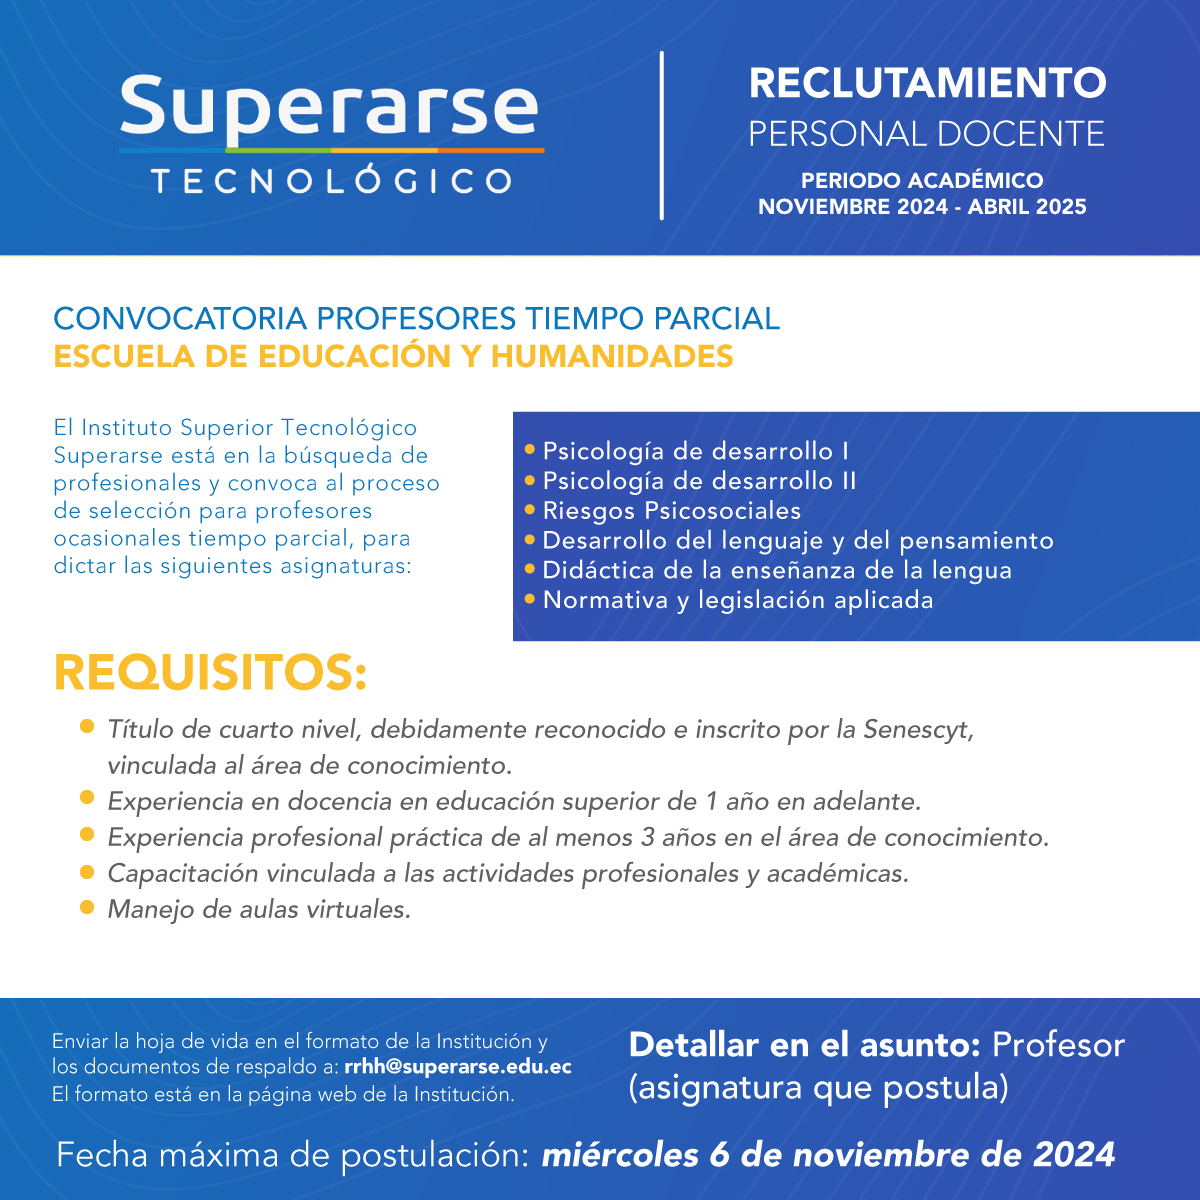 Superarse
TECNOLÓGICO
RECLUTAMIENTO
PERSONAL DOCENTE
PERIODO ACADÉMICO
NOVIEMBRE 2024 - ABRIL 2025
CONVOCATORIA PROFESORES TIEMPO PARCIAL
ESCUELA DE EDUCACIÓN Y HUMANIDADES
El Instituto Superior Tecnológico
Superarse está en la búsqueda de
profesionales y convoca al proceso
de selección para profesores
ocasionales tiempo parcial, para
dictar las siguientes asignaturas:
• Psicología de desarrollo I
• Psicología de desarrollo II
• Riesgos Psicosociales
• Desarrollo del lenguaje y del pensamiento
• Didáctica de la enseñanza de la lengua
• Normativa y legislación aplicada
REQUISITOS:
• Título de cuarto nivel, debidamente reconocido e inscrito por la Senescyt,
vinculada al área de conocimiento.
• Experiencia en docencia en educación superior de 1 año en adelante.
• Experiencia profesional práctica de al menos 3 años en el área de conocimiento.
• Capacitación vinculada a las actividades profesionales y académicas.
• Manejo de aulas virtuales.
Enviar la hoja de vida en el formato de la Institución y
los documentos de respaldo a: rrhh@superarse.edu.ec
El formato está en la página web de la Institución.
Detallar en el asunto: Profesor
(asignatura que postula)
Fecha máxima de postulación: miércoles 6 de noviembre de 2024